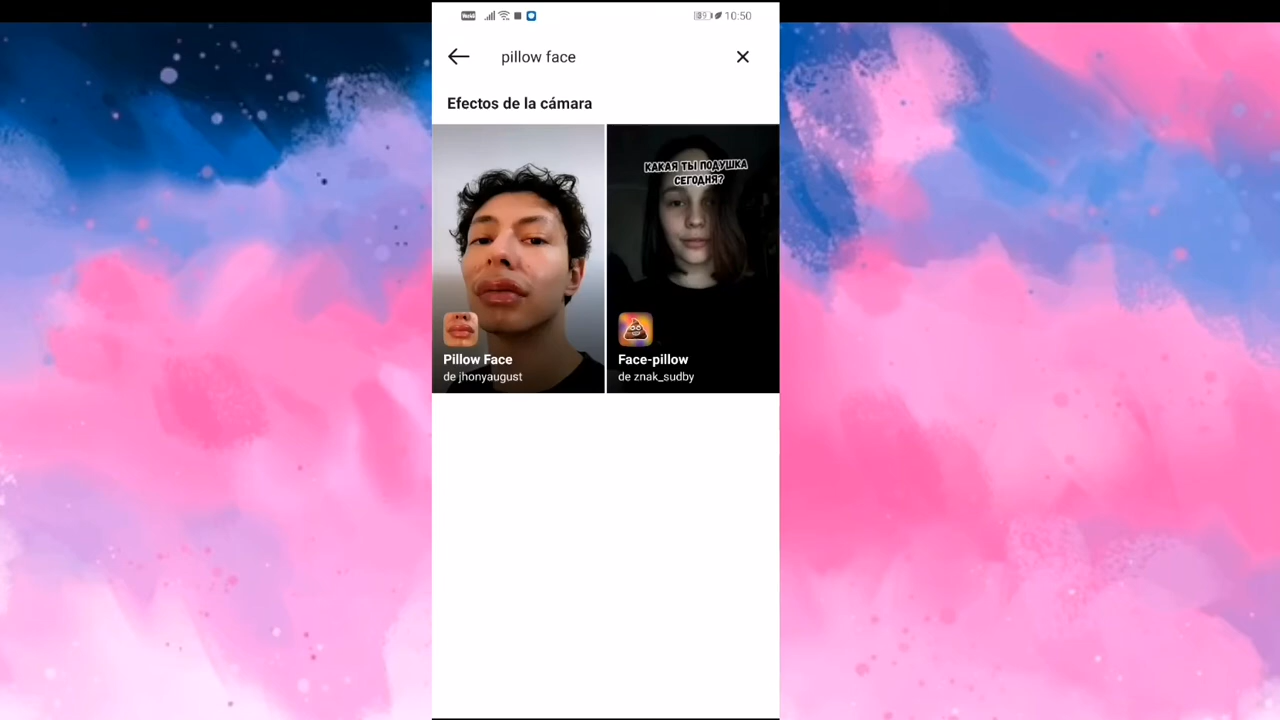 10:50
pillow face
Efectos de la cámara
КАКАЯ ТЫ ПОДУШКА
СЕГОДНЯ?
Pillow Face
de jhonyaugust
Face-pillow
de znak_sudby